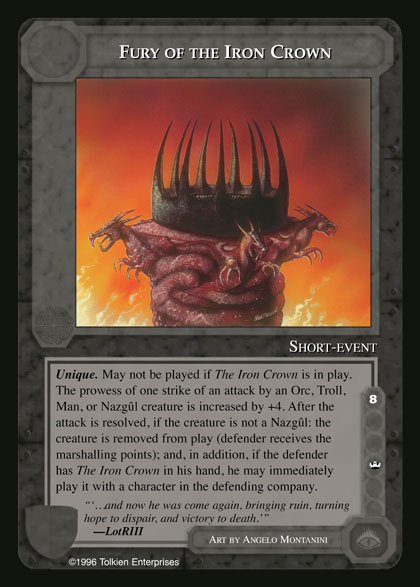 Fury of the Iron Crown
Short-event
Unique. May not be played if The Iron Crown is in play.
The prowess of one strike of an attack by an Orc, Troll,
Man, or Nazgûl creature is increased by +4. After the
attack is resolved, if the creature is not a Nazgûl: the
creature is removed from play (defender receives the
marshalling points); and, in addition, if the defender
has The Iron Crown in his hand, he may immediately
play it with a character in the defending company.
8
“‘…and now he was come again, bringing ruin, turning
hope to dispair, and victory to death.’”
—LotRIII
Art by Angelo Montanini
©1996 Tolkien Enterprises